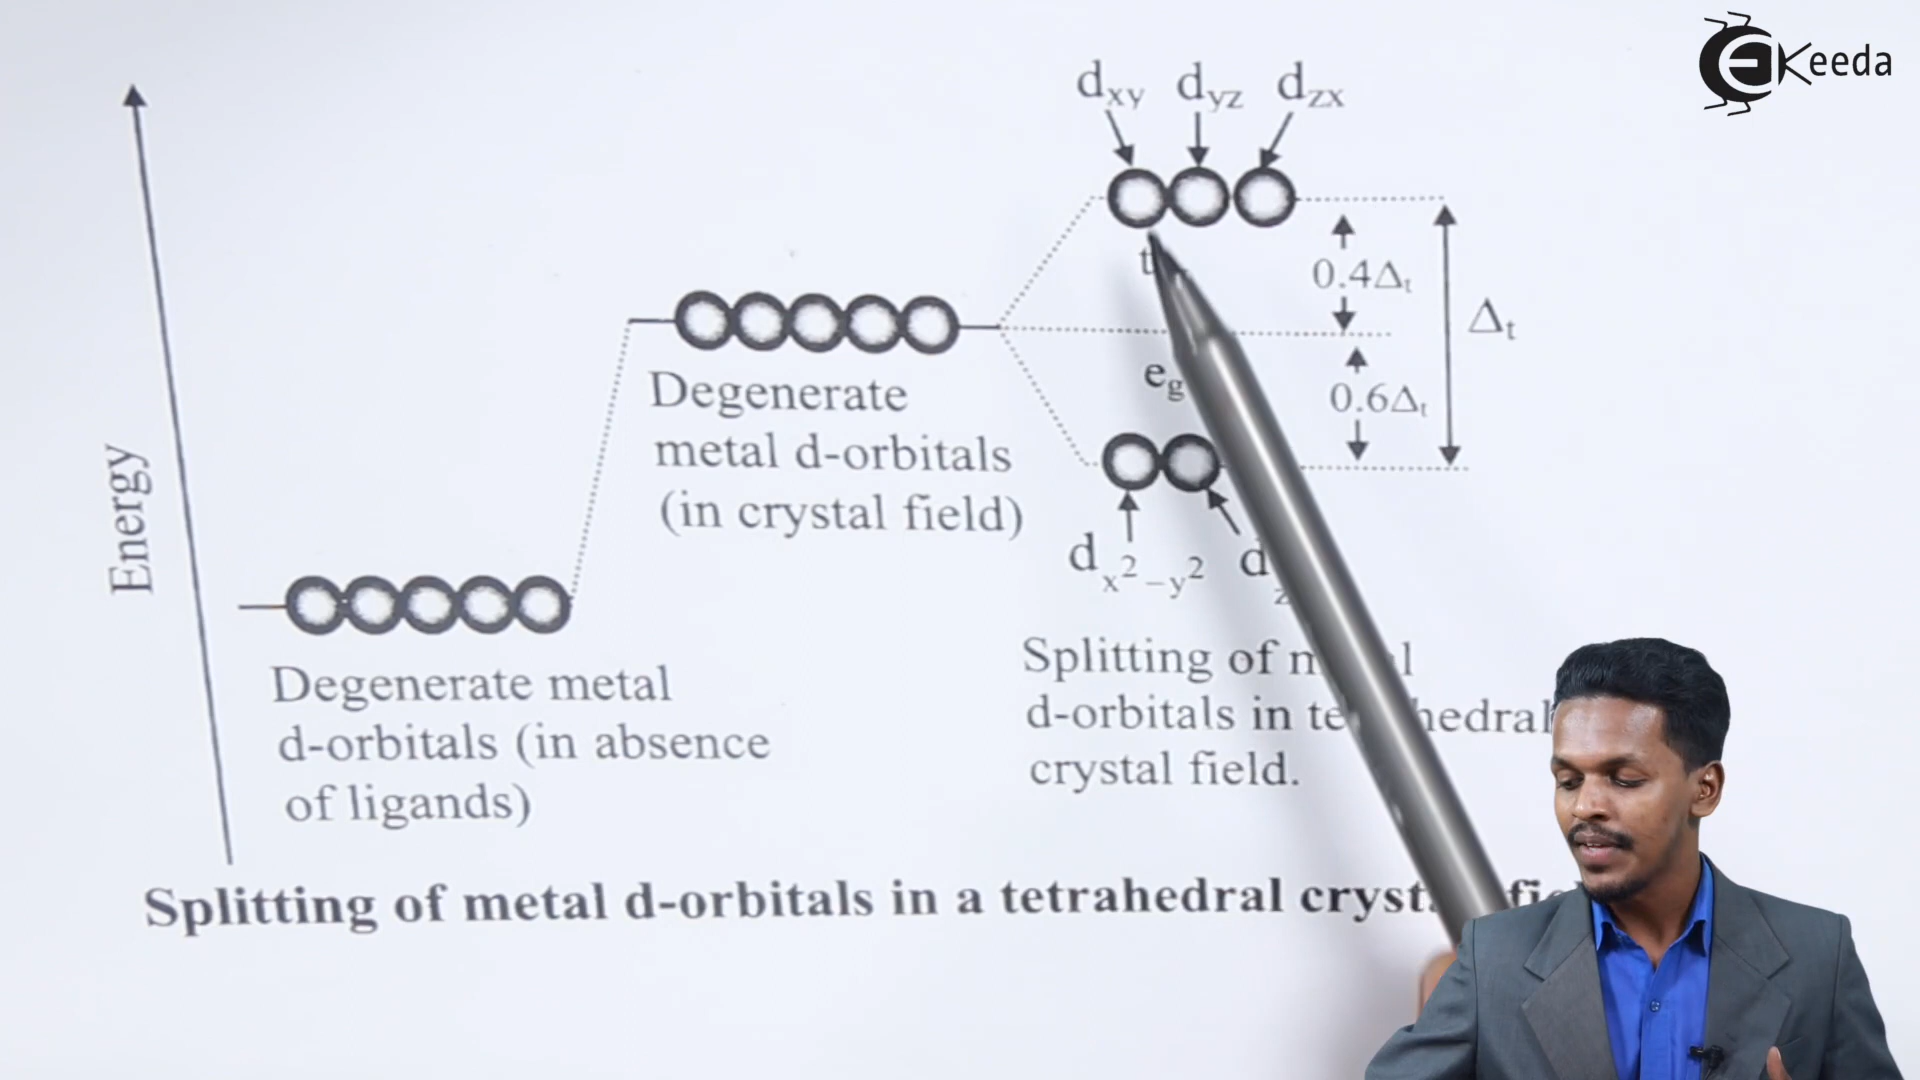 Keeda
dxy dyz dzx
0.4Δt
Δt
eg
0.6Δt
Degenerate
metal d-orbitals
(in crystal field)
dx²−y² d
Energy
Degenerate metal
d-orbitals (in absence
of ligands)
Splitting of
d-orbitals in
crystal field.
Splitting of metal d-orbitals in a tetrahedral